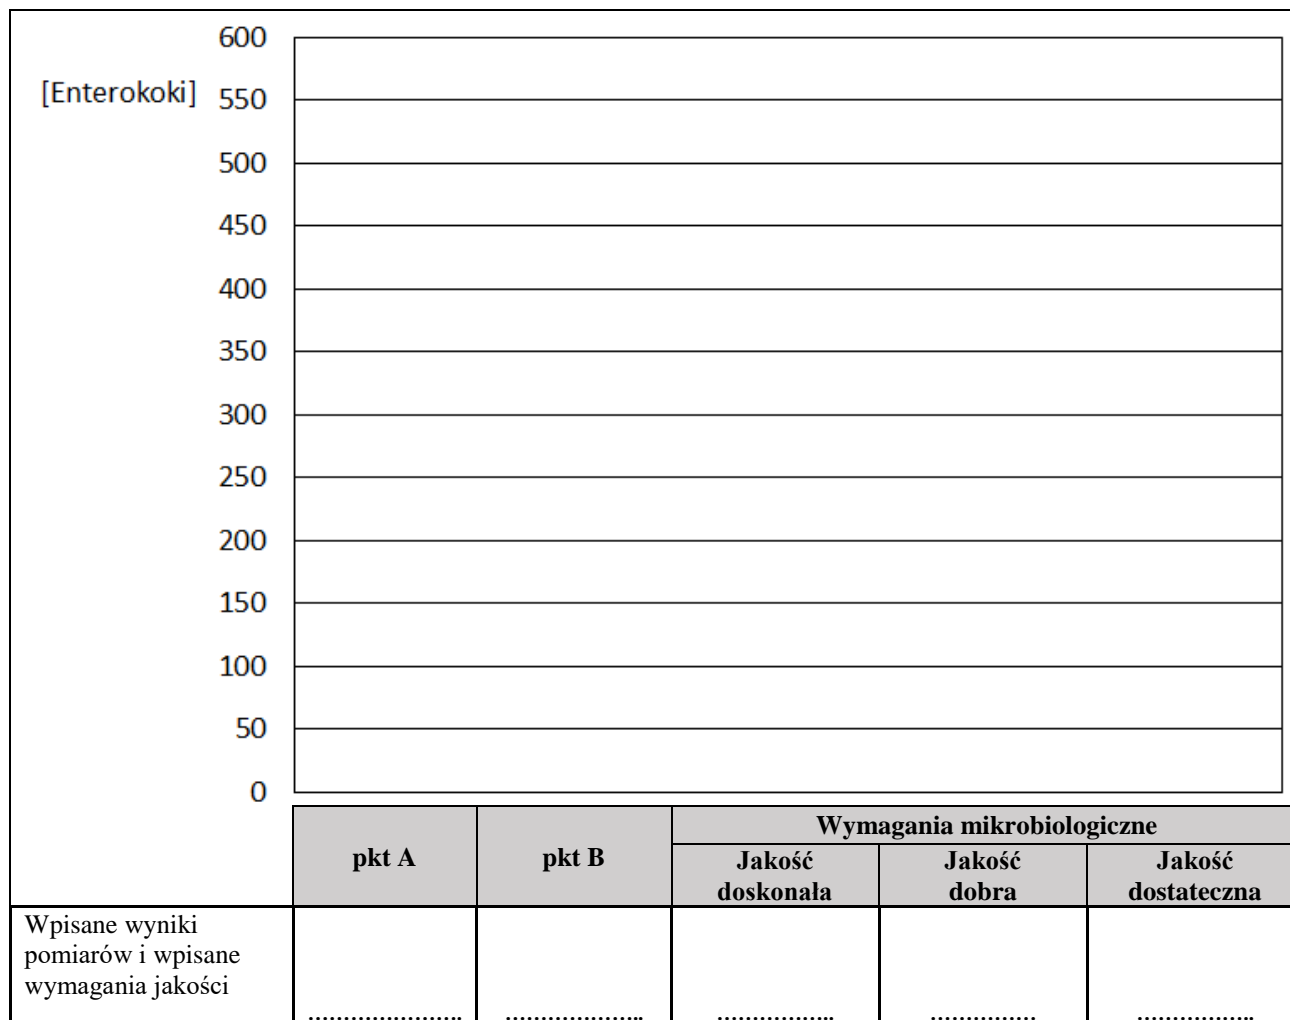 600
[Enterokoki] 550
500
450
400
350
300
250
200
150
100
50
0
pkt A
pkt B
Wymagania mikrobiologiczne
Jakość
doskonała
Jakość
dobra
Jakość
dostateczna
Wpisane wyniki
pomiarów i wpisane
wymagania jakości
…………………. ……………….. …………….. …………… ……………..